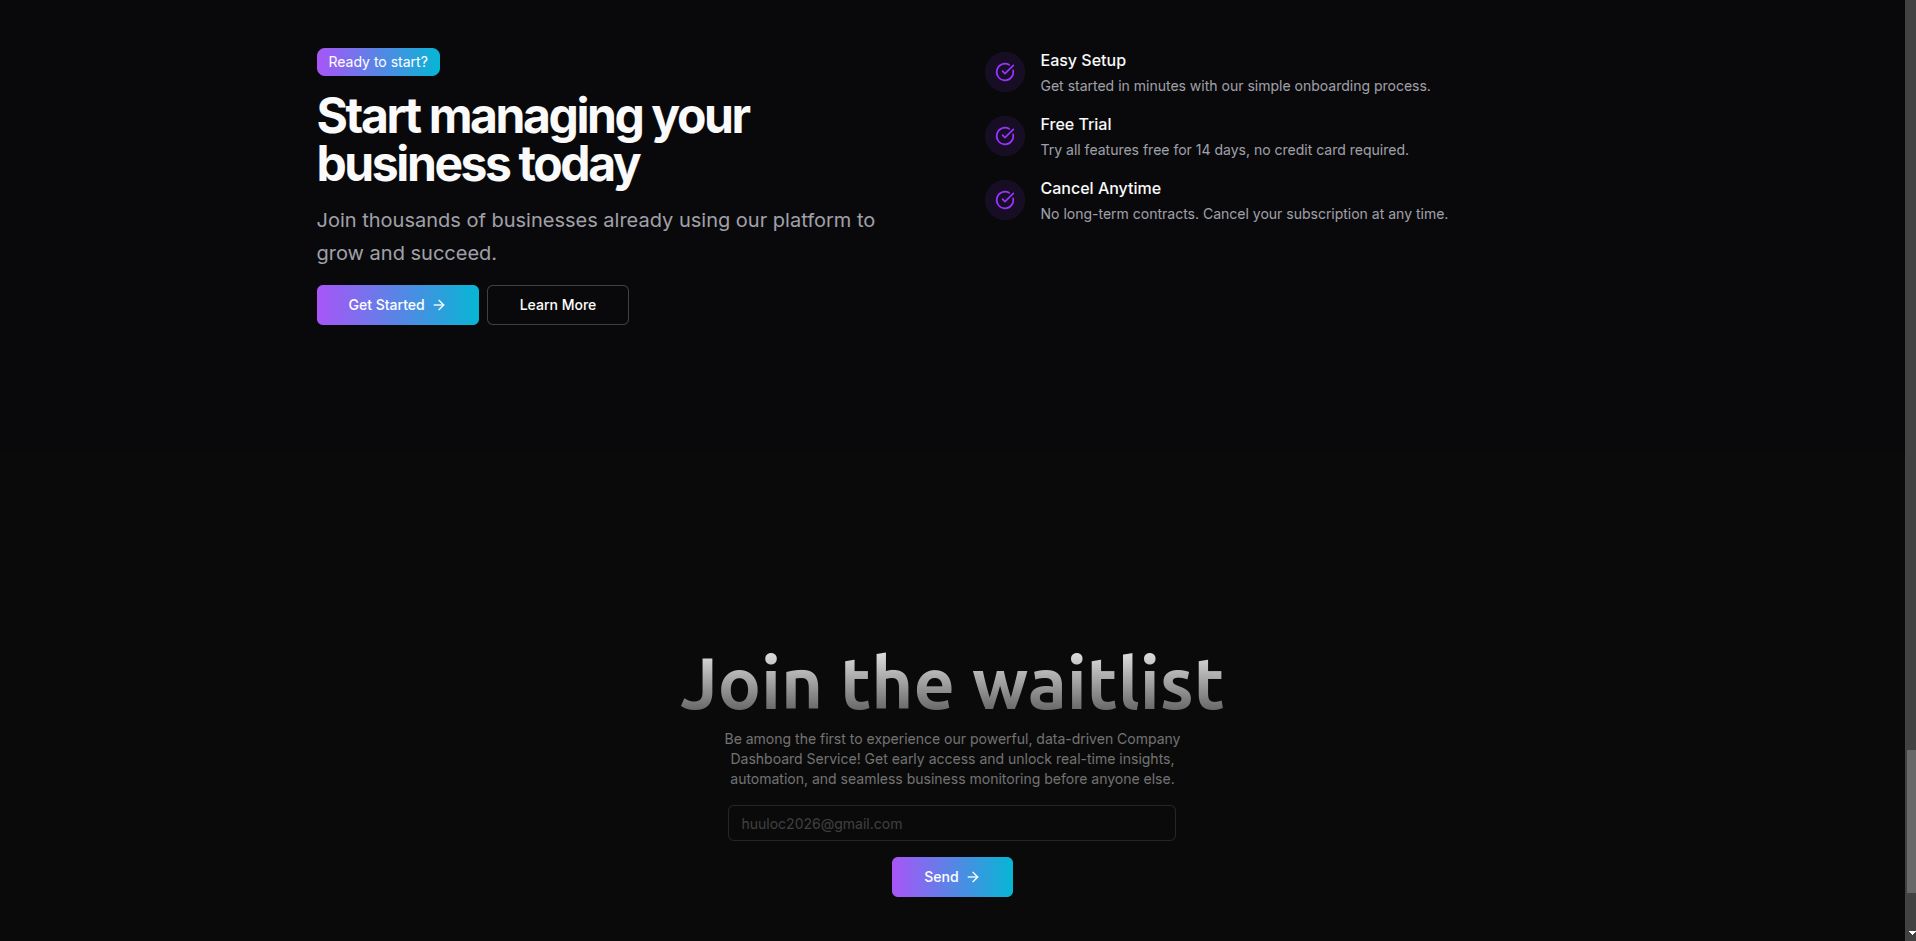 Ready to start?
Start managing your
business today
Join thousands of businesses already using our platform to
grow and succeed.
Get Started
Learn More
Easy Setup
Get started in minutes with our simple onboarding process.
Free Trial
Try all features free for 14 days, no credit card required.
Cancel Anytime
No long-term contracts. Cancel your subscription at any time.
Join the waitlist
Be among the first to experience our powerful, data-driven Company
Dashboard Service! Get early access and unlock real-time insights,
automation, and seamless business monitoring before anyone else.
huuloc2026@gmail.com
Send